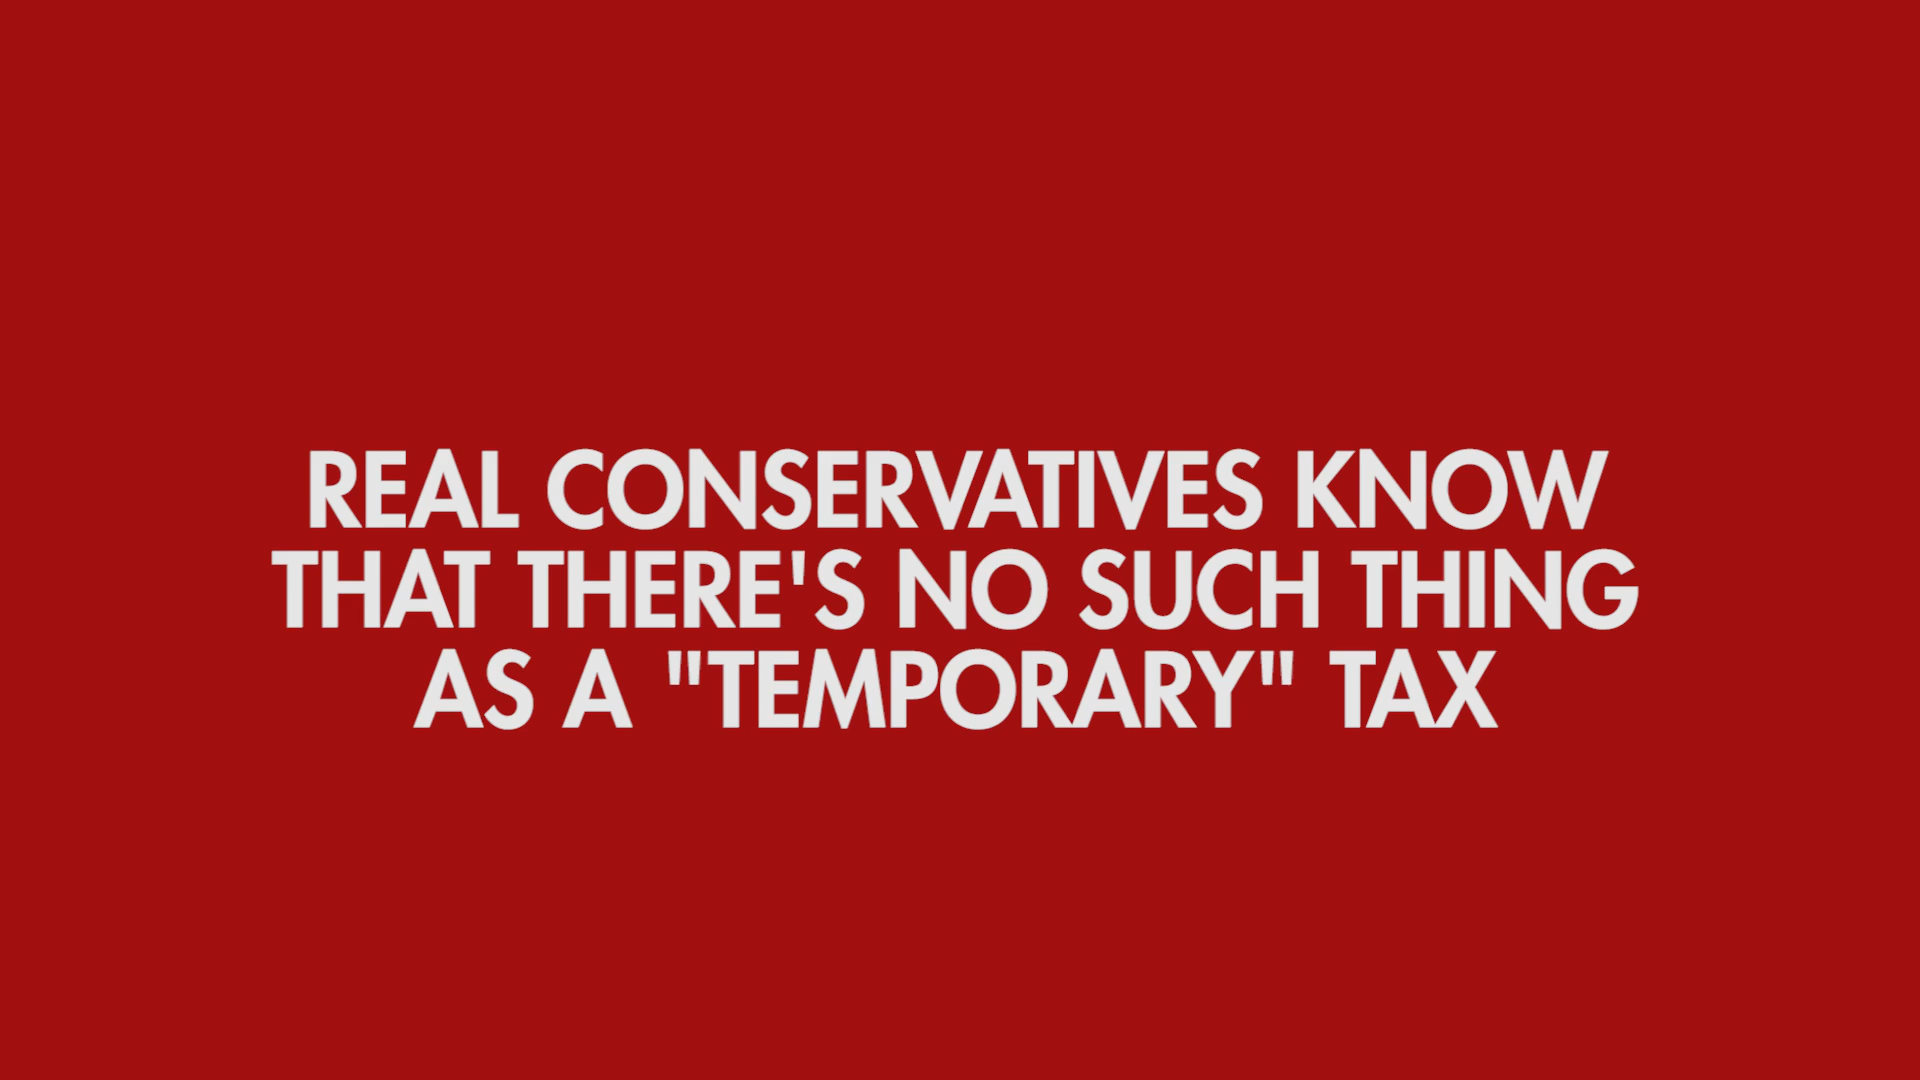 REAL CONSERVATIVES KNOW
THAT THERE'S NO SUCH THING
AS A "TEMPORARY" TAX